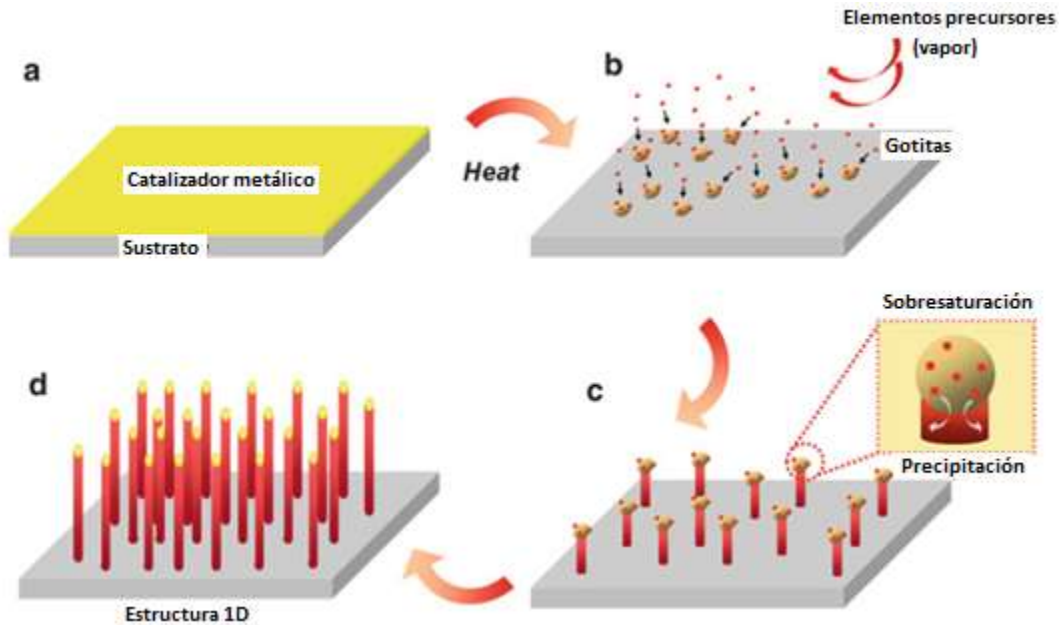 a
Catalizador metálico
Sustrato
Heat
Elementos precursores
(vapor)
b
Gotitas
Sobresaturación
c
Precipitación
d
Estructura 1D